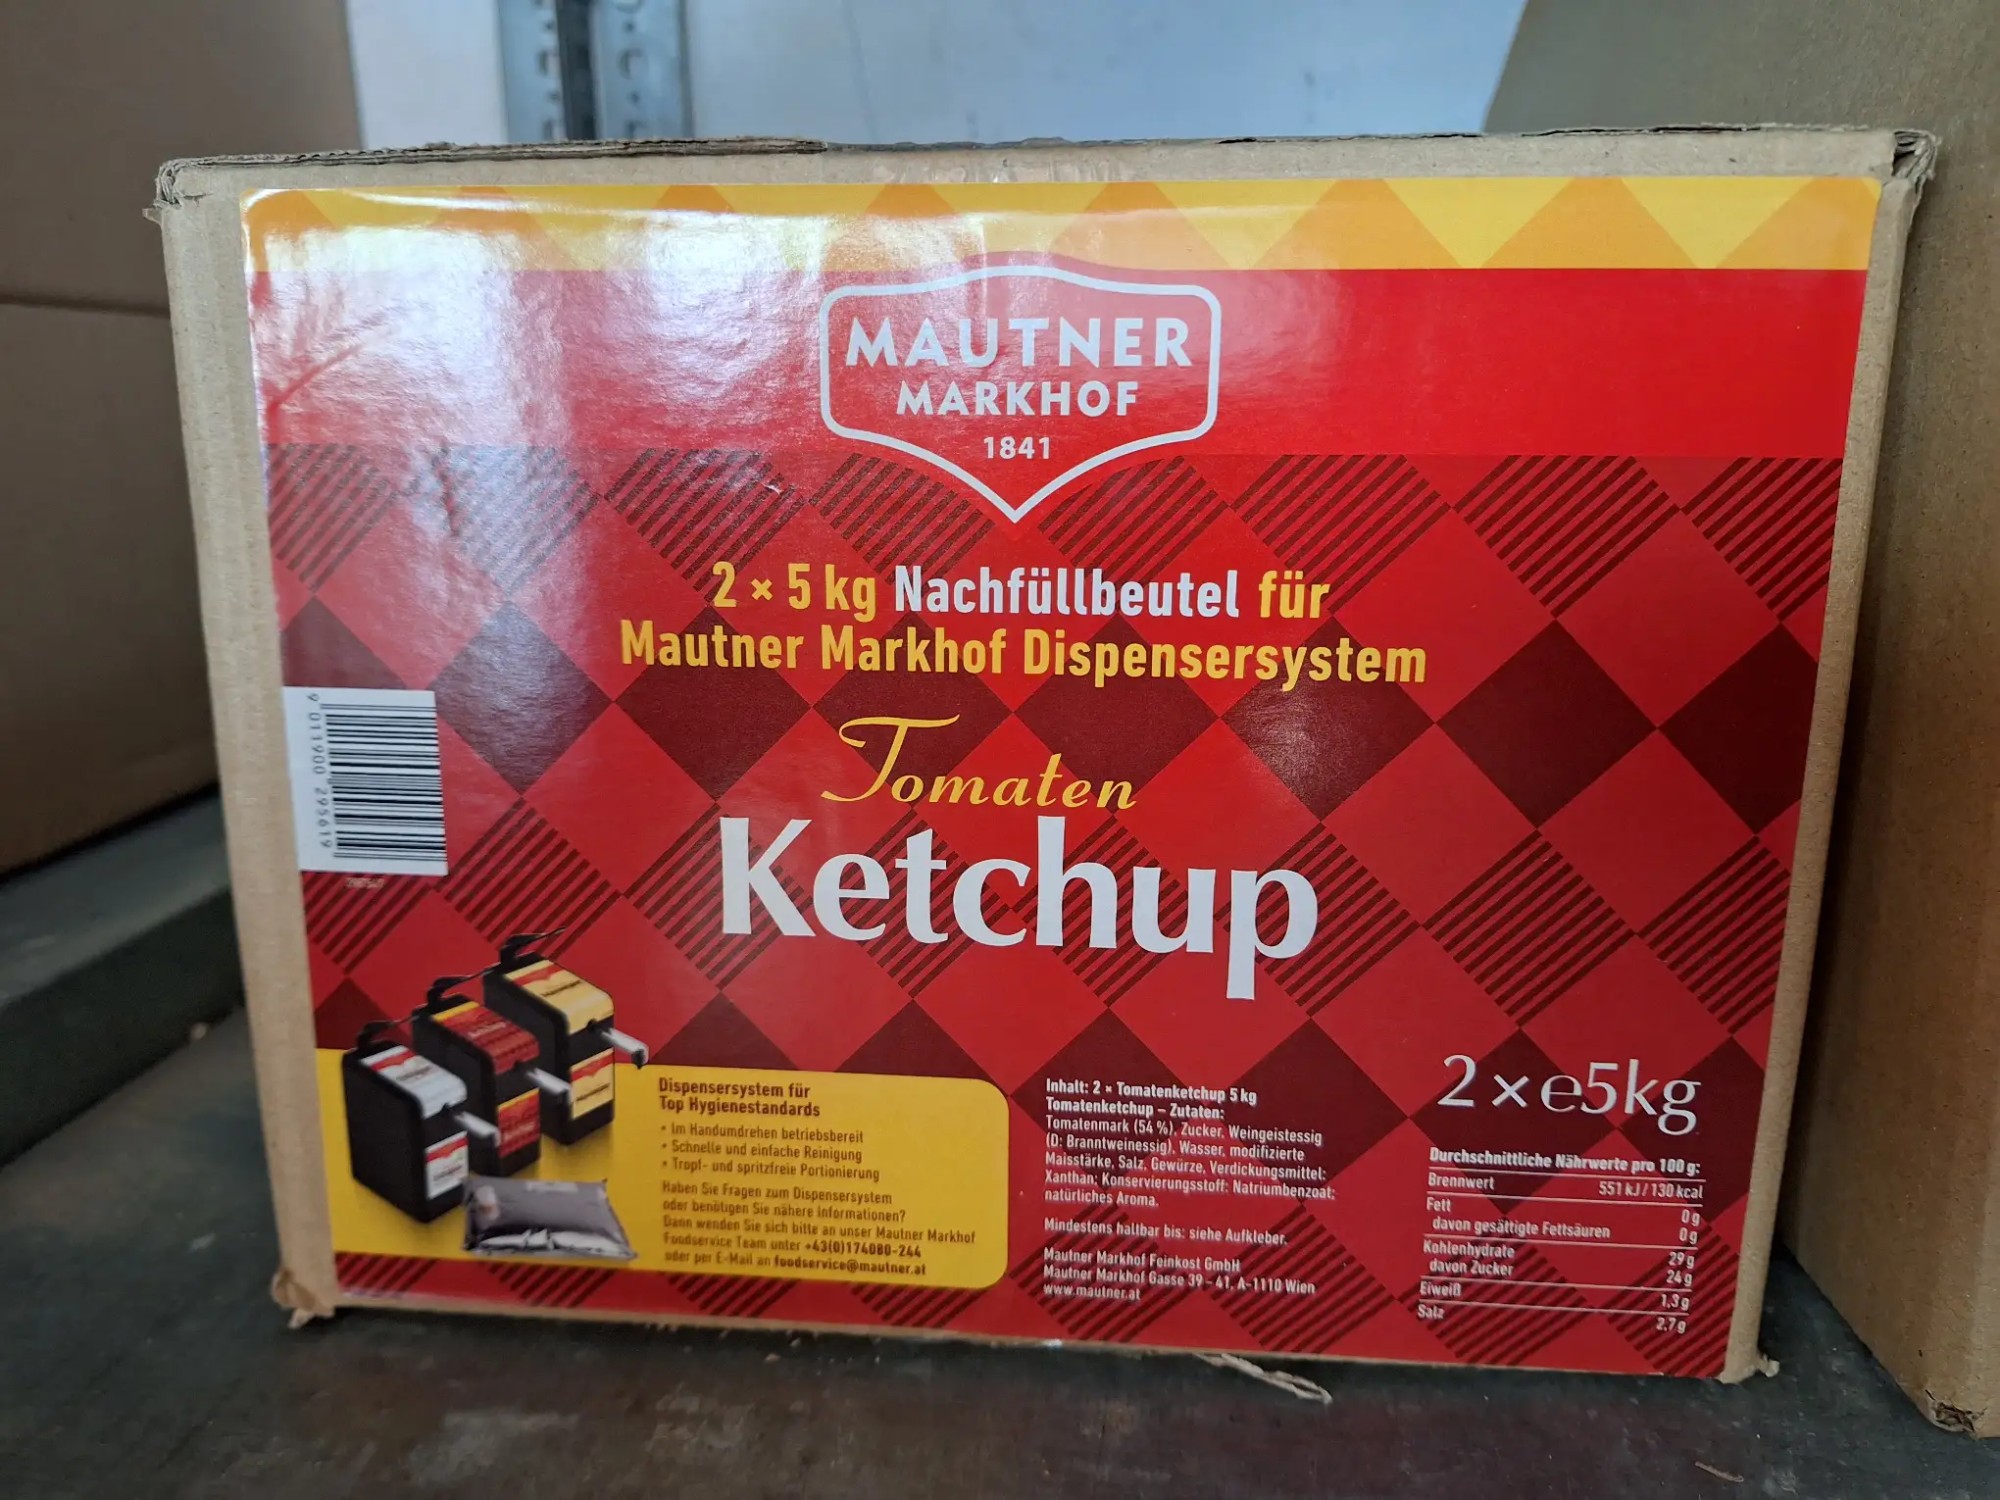 MAUTNER
MARKHOF
1841
2 × 5 kg Nachfüllbeutel für
Mautner Markhof Dispensersystem
Tomaten
Ketchup
9 011900 295619
Dispensersystem für
Top Hygienestandards
• Im Handumdrehen betriebsbereit
• Schnelle und einfache Reinigung
• Tropf- und spritzfreie Portionierung
Haben Sie Fragen zum Dispensersystem
oder benötigen Sie nähere Informationen?
Dann wenden Sie sich bitte an unser Mautner Markhof
Foodservice Team unter +43(0)174080-244
oder per E-Mail an foodservice@mautner.at
Inhalt: 2 × Tomatenketchup 5 kg
Tomatenketchup – Zutaten:
Tomatenmark (54 %), Zucker, Weingeistessig
(D: Branntweinessig), Wasser, modifizierte
Maisstärke, Salz, Gewürze, Verdickungsmittel:
Xanthan; Konservierungsstoff: Natriumbenzoat;
natürliches Aroma.
Mindestens haltbar bis: siehe Aufkleber.
Mautner Markhof Feinkost GmbH
Mautner Markhof Gasse 39 – 41, A-1110 Wien
www.mautner.at
2 x e5kg
Durchschnittliche Nährwerte pro 100 g:
Brennwert 551 kJ / 130 kcal
Fett 0 g
davon gesättigte Fettsäuren 0 g
Kohlenhydrate 29 g
davon Zucker 24 g
Eiweiß 1,3 g
Salz 2,7 g